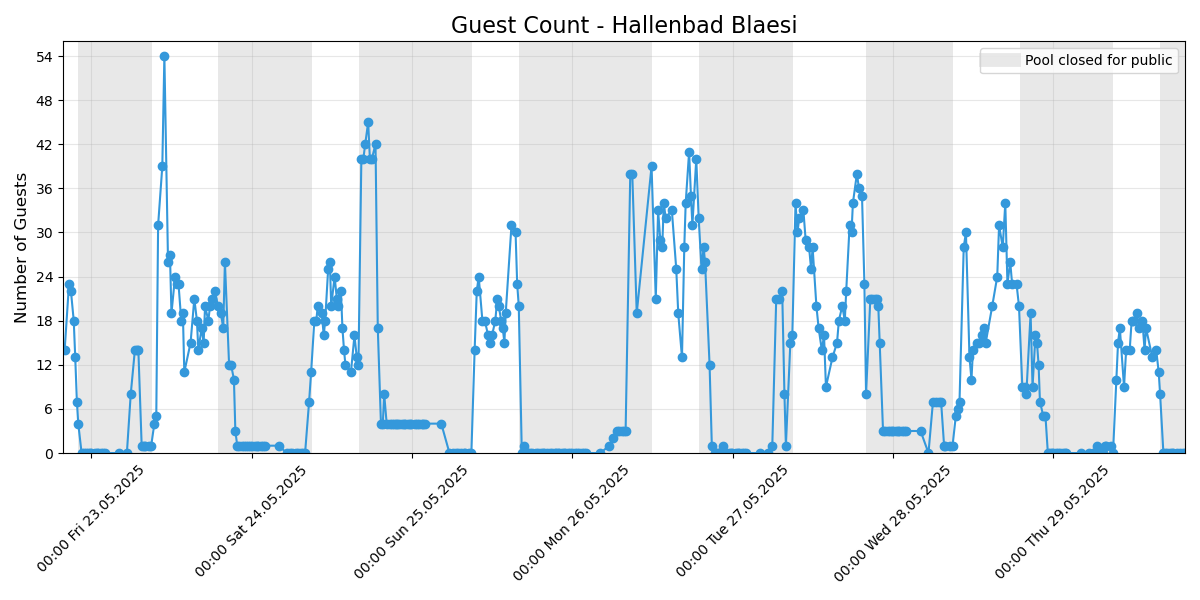 Guest Count - Hallenbad Blaesi
Pool closed for public
Number of Guests
54
48
42
36
30
24
18
12
6
0
00:00 Fri 23.05.2025
00:00 Sat 24.05.2025
00:00 Sun 25.05.2025
00:00 Mon 26.05.2025
00:00 Tue 27.05.2025
00:00 Wed 28.05.2025
00:00 Thu 29.05.2025